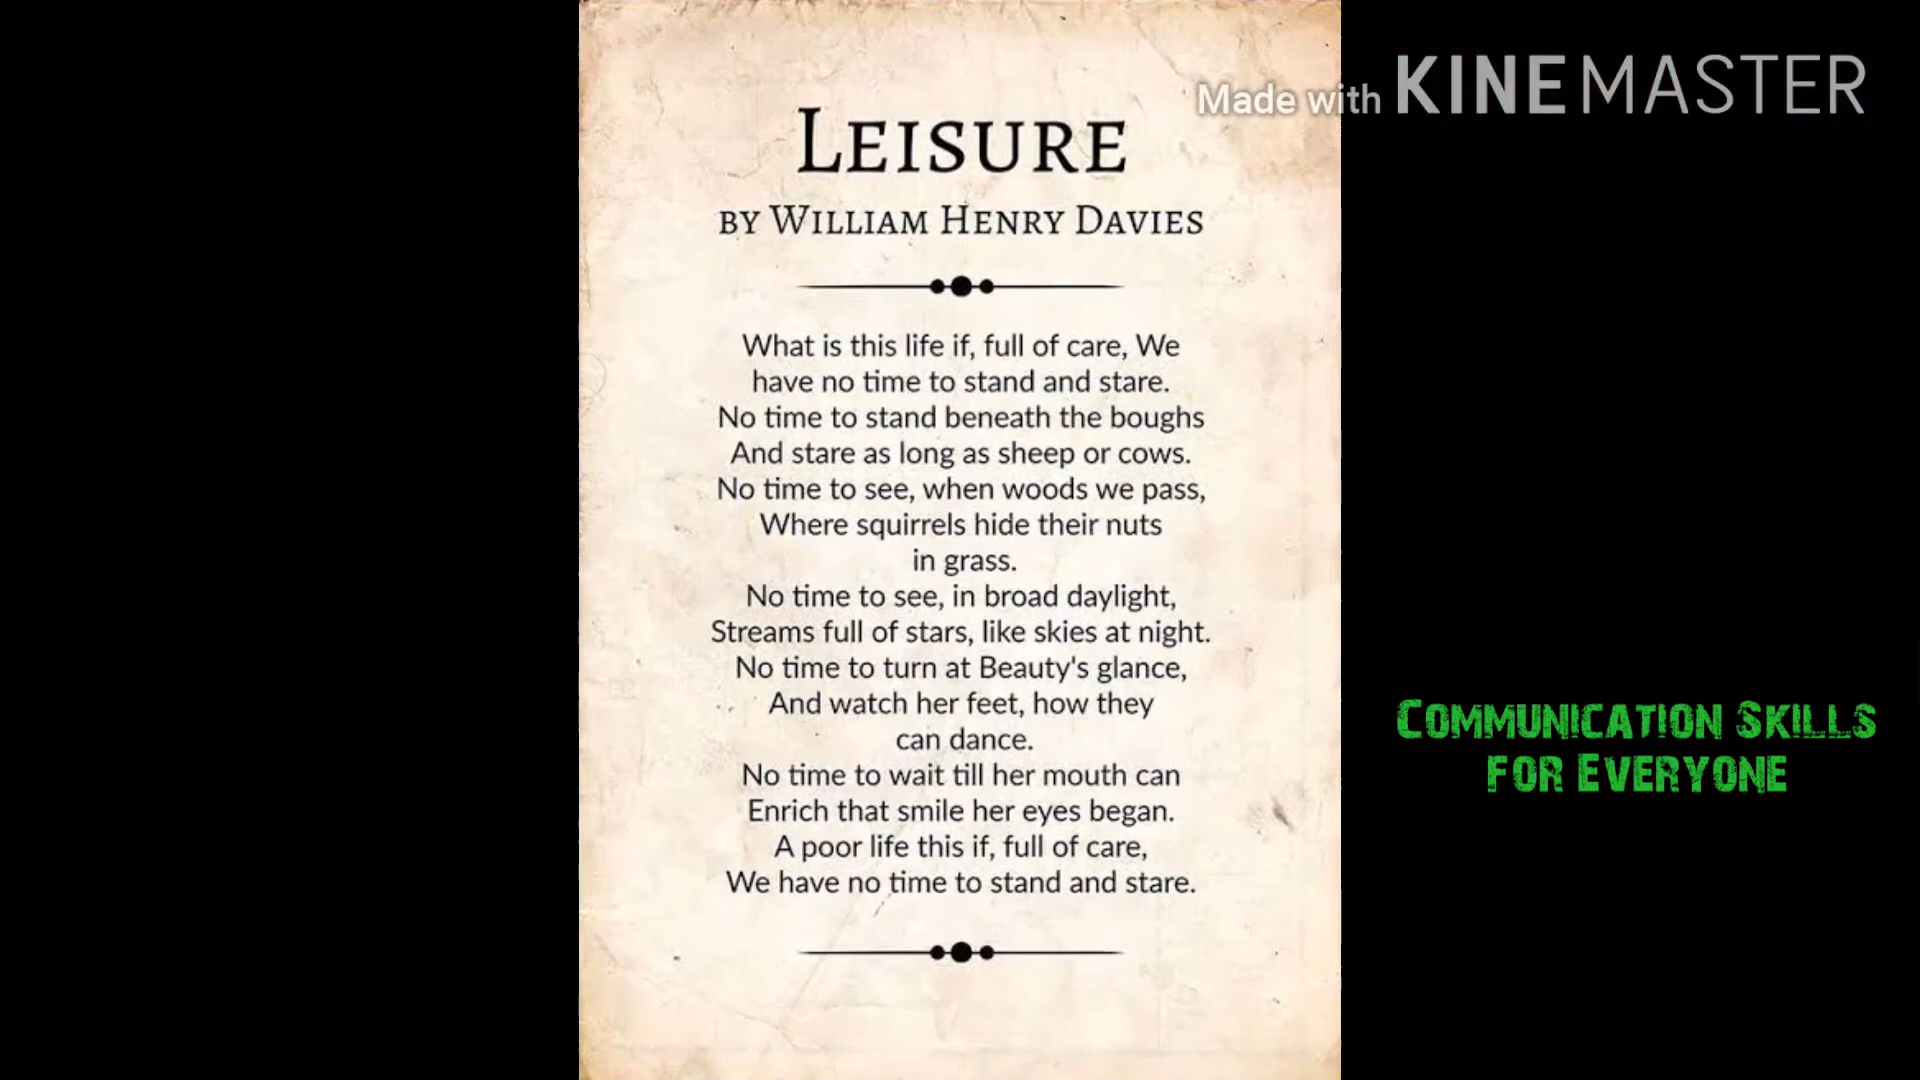 Made with KINEMASTER
LEISURE
BY WILLIAM HENRY DAVIES
What is this life if, full of care, We
have no time to stand and stare.
No time to stand beneath the boughs
And stare as long as sheep or cows.
No time to see, when woods we pass,
Where squirrels hide their nuts
in grass.
No time to see, in broad daylight,
Streams full of stars, like skies at night.
No time to turn at Beauty's glance,
And watch her feet, how they
can dance.
No time to wait till her mouth can
Enrich that smile her eyes began.
A poor life this if, full of care,
We have no time to stand and stare.
COMMUNICATION SKILLS
FOR EVERYONE